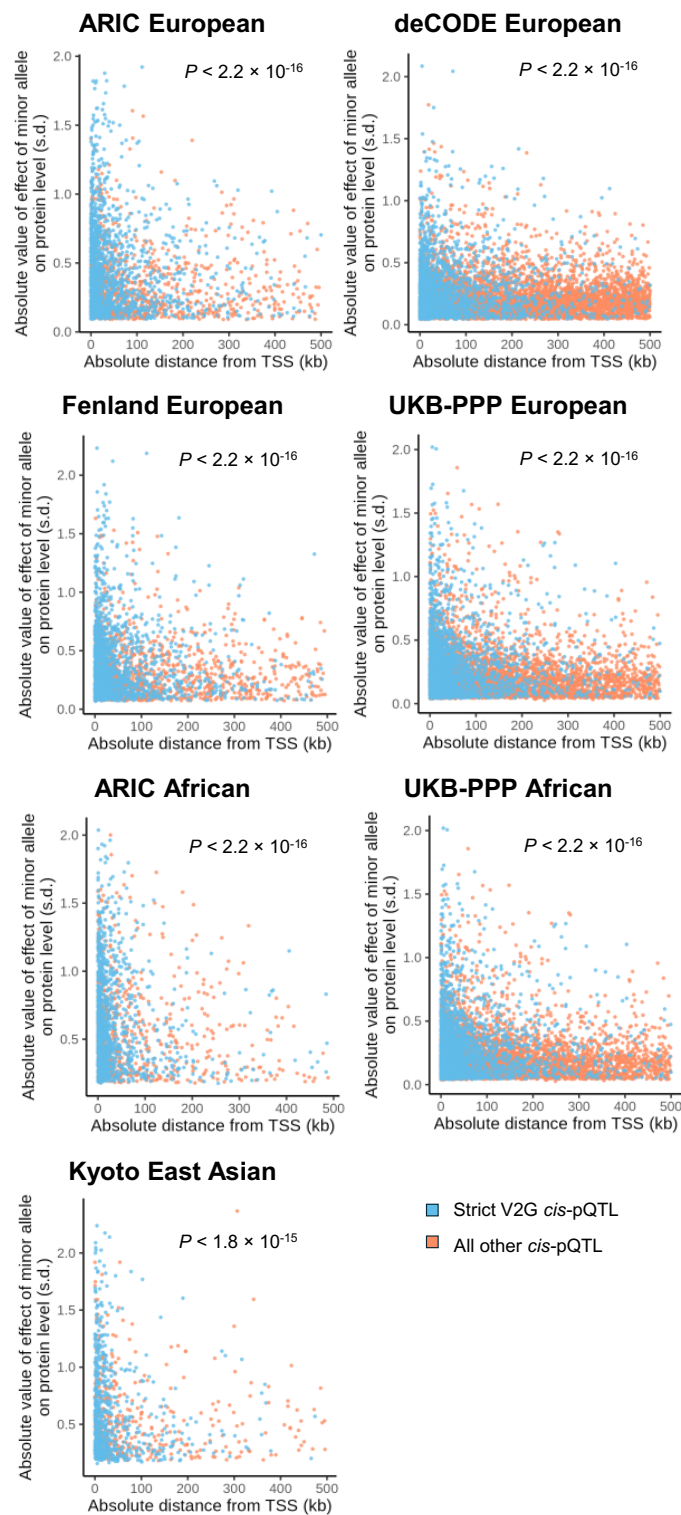 ARIC European
deCODE European
P < 2.2 × 10-16
P < 2.2 × 10-16
Absolute value of effect of minor allele
on protein level (s.d.)
2.0
1.5
1.0
0.5
0.0
0 100 200 300 400 500
Absolute distance from TSS (kb)
Absolute value of effect of minor allele
on protein level (s.d.)
2.0
1.5
1.0
0.5
0.0
0 100 200 300 400 500
Absolute distance from TSS (kb)
Fenland European
UKB-PPP European
P < 2.2 × 10-16
P < 2.2 × 10-16
Absolute value of effect of minor allele
on protein level (s.d.)
2.0
1.5
1.0
0.5
0.0
0 100 200 300 400 500
Absolute distance from TSS (kb)
Absolute value of effect of minor allele
on protein level (s.d.)
2.0
1.5
1.0
0.5
0.0
0 100 200 300 400 500
Absolute distance from TSS (kb)
ARIC African
UKB-PPP African
P < 2.2 × 10-16
P < 2.2 × 10-16
Absolute value of effect of minor allele
on protein level (s.d.)
2.0
1.5
1.0
0.5
0 100 200 300 400 500
Absolute distance from TSS (kb)
Absolute value of effect of minor allele
on protein level (s.d.)
2.0
1.5
1.0
0.5
0.0
0 100 200 300 400 500
Absolute distance from TSS (kb)
Kyoto East Asian
P < 1.8 × 10-15
Absolute value of effect of minor allele
on protein level (s.d.)
2.0
1.5
1.0
0.5
0 100 200 300 400 500
Absolute distance from TSS (kb)
Strict V2G cis-pQTL
All other cis-pQTL